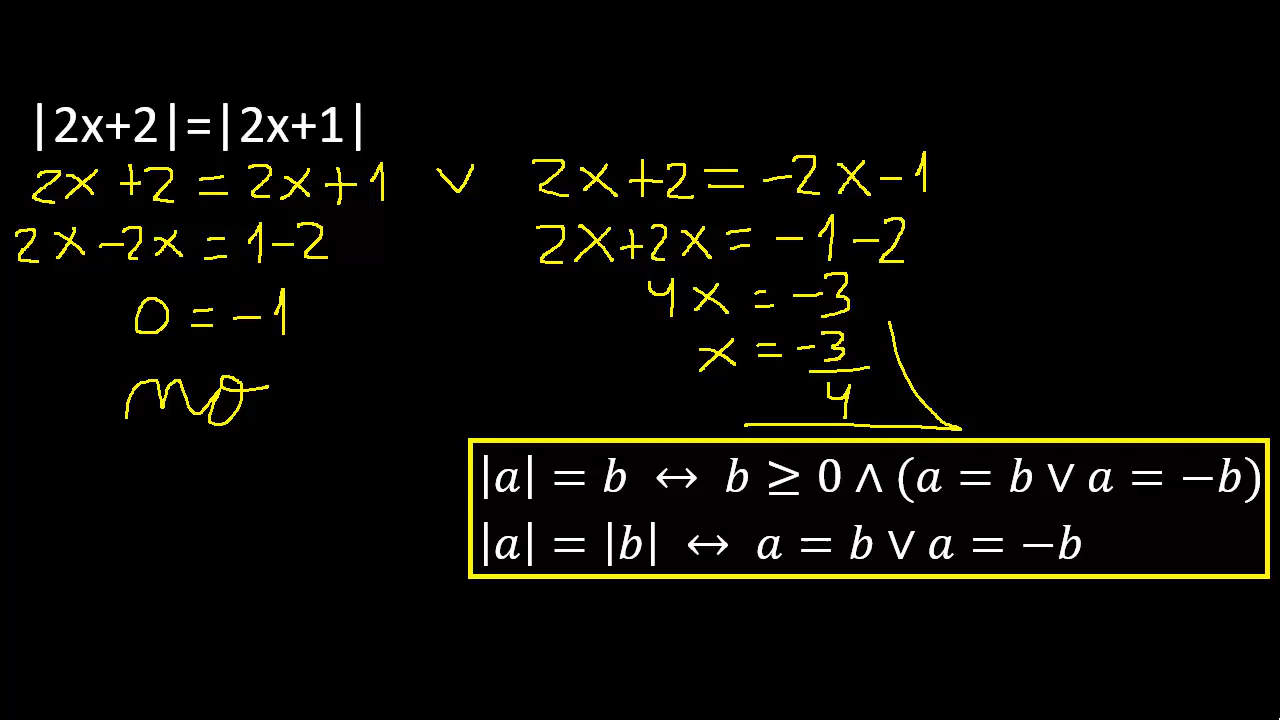 |2x+2|=|2x+1|
2x+2=2x+1 ∨ 2x+2=-2x-1
2x-2x=1-2
0=-1
no
2x+2x=-1-2
4x=-3
x=-3/4
|a| = b ↔ b ≥ 0 ∧ (a = b ∨ a = −b)
|a| = |b| ↔ a = b ∨ a = −b